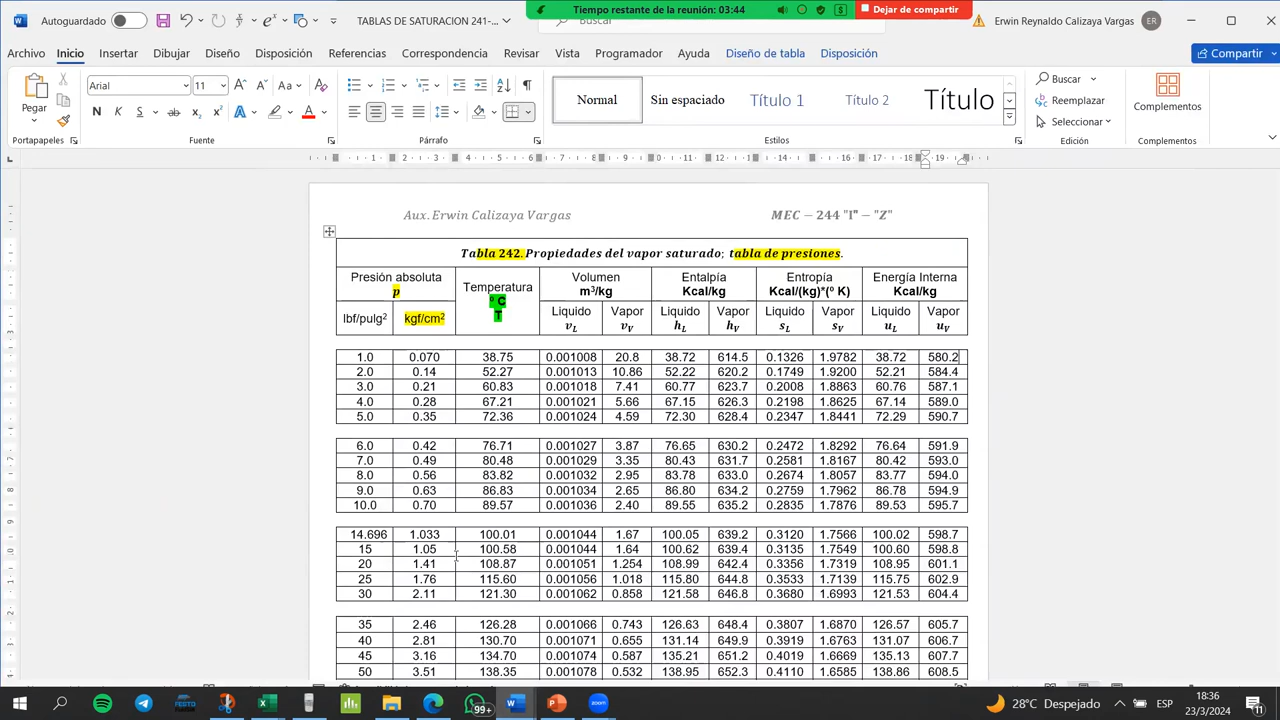 Autoguardado
TABLAS DE SATURACION 241-...
Tiempo restante de la reunión: 03:44
Dejar de compartir
Buscar
Erwin Reynaldo Calizaya Vargas
ER
Archivo Inicio Insertar Dibujar Diseño Disposición Referencias Correspondencia Revisar Vista Programador Ayuda Diseño de tabla Disposición
Compartir
Pegar
Arial 11
Normal
Sin espaciado
Título 1
Título 2
Título
Buscar
Reemplazar
Seleccionar
Complementos
Portapapeles Fuente Párrafo Estilos Edición Complementos
Aux. Erwin Calizaya Vargas
MEC − 244 "I" − "Z"
Tabla 242. Propiedades del vapor saturado; tabla de presiones.
Presión absoluta p
lbf/pulg² kgf/cm²
Temperatura º C T
Volumen m³/kg
Entalpía Kcal/kg
Entropía Kcal/(kg)*(º K)
Energía Interna Kcal/kg
Liquido v_L Vapor v_V Liquido h_L Vapor h_V Liquido s_L Vapor s_V Liquido u_L Vapor u_V
1.0 0.070 38.75 0.001008 20.8 38.72 614.5 0.1326 1.9782 38.72 580.2
2.0 0.14 52.27 0.001013 10.86 52.22 620.2 0.1749 1.9200 52.21 584.4
3.0 0.21 60.83 0.001018 7.41 60.77 623.7 0.2008 1.8863 60.76 587.1
4.0 0.28 67.21 0.001021 5.66 67.15 626.3 0.2198 1.8625 67.14 589.0
5.0 0.35 72.36 0.001024 4.59 72.30 628.4 0.2347 1.8441 72.29 590.7
6.0 0.42 76.71 0.001027 3.87 76.65 630.2 0.2472 1.8292 76.64 591.9
7.0 0.49 80.48 0.001029 3.35 80.43 631.7 0.2581 1.8167 80.42 593.0
8.0 0.56 83.82 0.001032 2.95 83.78 633.0 0.2674 1.8057 83.77 594.0
9.0 0.63 86.83 0.001034 2.65 86.80 634.2 0.2759 1.7962 86.78 594.9
10.0 0.70 89.57 0.001036 2.40 89.55 635.2 0.2835 1.7876 89.53 595.7
14.696 1.033 100.01 0.001044 1.67 100.05 639.2 0.3120 1.7566 100.02 598.7
15 1.05 100.58 0.001044 1.64 100.62 639.4 0.3135 1.7549 100.60 598.8
20 1.41 108.87 0.001051 1.254 108.99 642.4 0.3356 1.7319 108.95 601.1
25 1.76 115.60 0.001056 1.018 115.80 644.8 0.3533 1.7139 115.75 602.9
30 2.11 121.30 0.001062 0.858 121.58 646.8 0.3680 1.6993 121.53 604.4
35 2.46 126.28 0.001066 0.743 126.63 648.4 0.3807 1.6870 126.57 605.7
40 2.81 130.70 0.001071 0.655 131.14 649.9 0.3919 1.6763 131.07 606.7
45 3.16 134.70 0.001074 0.587 135.21 651.2 0.4019 1.6669 135.13 607.7
50 3.51 138.35 0.001078 0.532 138.95 652.3 0.4110 1.6585 138.86 608.5
99+
28°C Despejado
ESP
18:36
23/3/2024
11